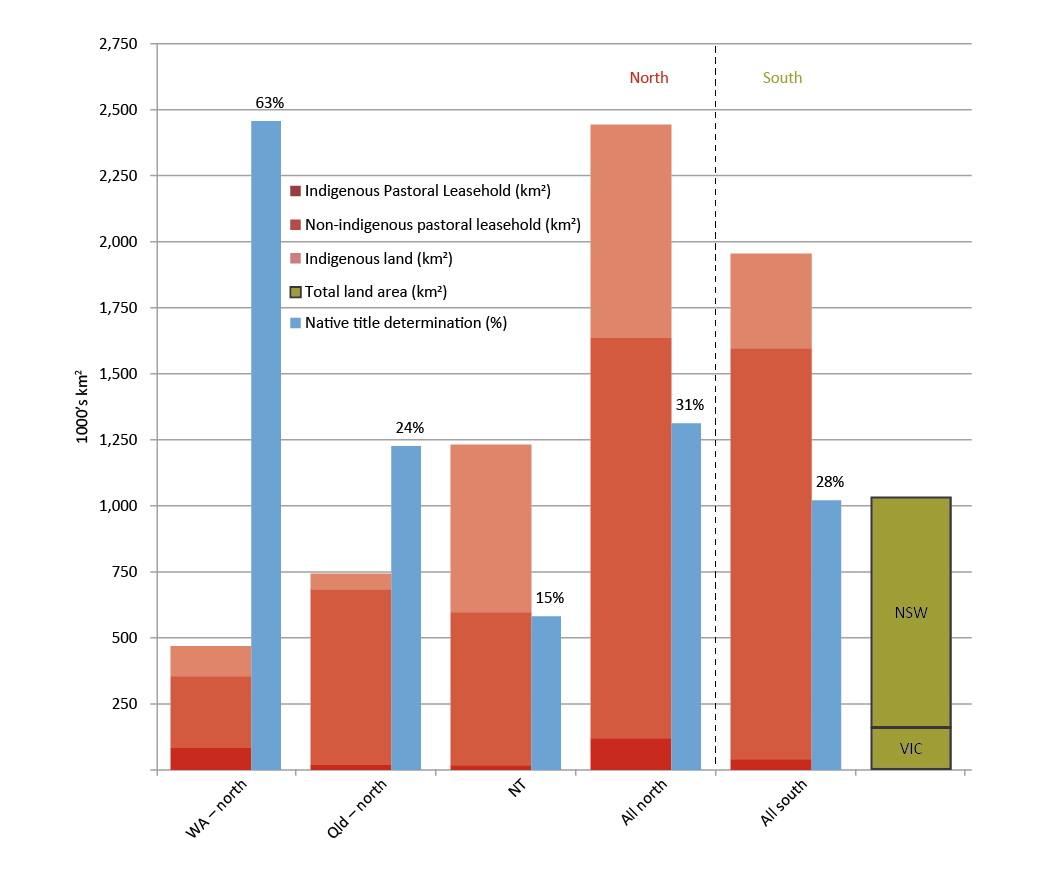 2,750
North
South
2,500
63%
2,250
Indigenous Pastoral Leasehold (km²)
Non-indigenous pastoral leasehold (km²)
2,000
Indigenous land (km²)
Total land area (km²)
1,750
Native title determination (%)
1,500
1000's km²
31%
1,250
24%
28%
1,000
NSW
750
15%
500
250
VIC
WA – north
Qld – north
NT
All north
All south